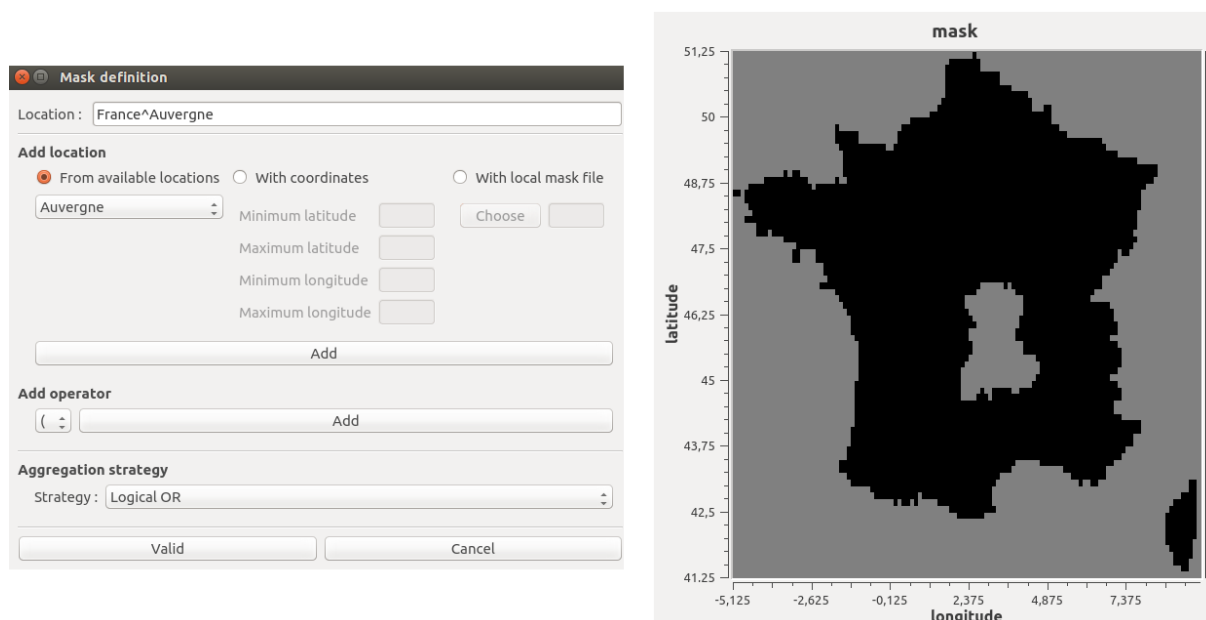 Mask definition
Location : France^Auvergne
Add location
From available locations With coordinates With local mask file
Auvergne
Minimum latitude Choose
Maximum latitude
Minimum longitude
Maximum longitude
Add
Add operator
( Add
Aggregation strategy
Strategy : Logical OR
Valid Cancel
mask
51,25
50
48,75
47,5
46,25
45
43,75
42,5
41.25
latitude
-5,125 -2,625 -0,125 2,375 4,875 7,375
longitude